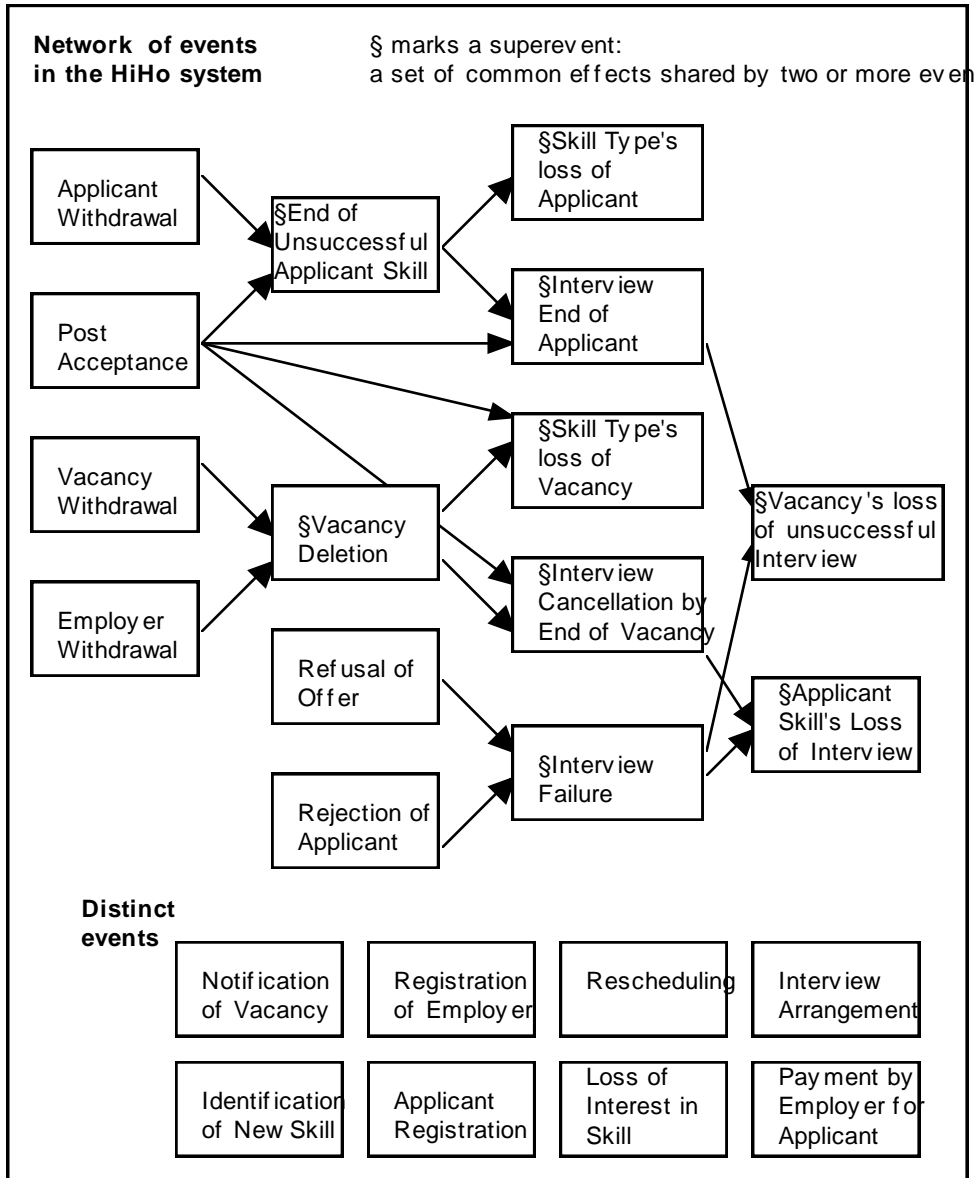 Network of events
in the HiHo system
§ marks a superevent:
a set of common effects shared by two or more even
Applicant
Withdrawal
§End of
Unsuccessful
Applicant Skill
§Skill Type's
loss of
Applicant
Post
Acceptance
§Interview
End of
Applicant
Vacancy
Withdrawal
§Vacancy
Deletion
§Skill Type's
loss of
Vacancy
§Vacancy's loss
of unsuccessful
Interview
Employer
Withdrawal
§Interview
Cancellation by
End of Vacancy
Refusal of
Offer
§Applicant
Skill's Loss
of Interview
§Interview
Failure
Rejection of
Applicant
Distinct
events
Notification
of Vacancy
Registration
of Employer
Rescheduling
Interview
Arrangement
Identification
of New Skill
Applicant
Registration
Loss of
Interest in
Skill
Payment by
Employer for
Applicant